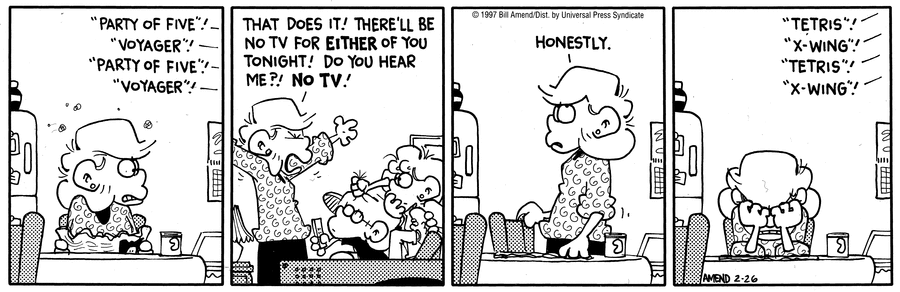 "PARTY OF FIVE"!
"VOYAGER"!
"PARTY OF FIVE"!
"VOYAGER"!
THAT DOES IT! THERE'LL BE
NO TV FOR EITHER OF YOU
TONIGHT! DO YOU HEAR
ME?! NO TV!
© 1997 Bill Amend/Dist. by Universal Press Syndicate
HONESTLY.
"TETRIS"!
"X-WING"!
"TETRIS"!
"X-WING"!
AMEND 2-26